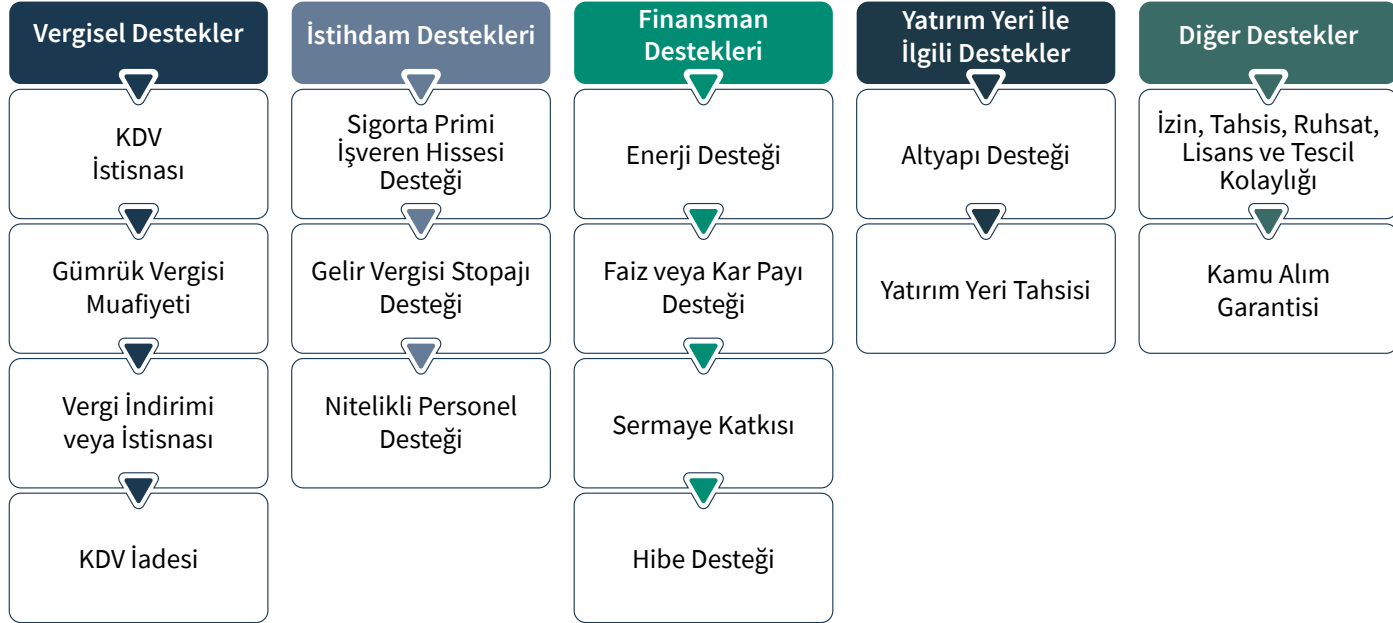 Vergisel Destekler
KDV
İstisnası
Gümrük Vergisi
Muafiyeti
Vergi İndirimi
veya İstisnası
KDV İadesi
İstihdam Destekleri
Sigorta Primi
İşveren Hissesi
Desteği
Gelir Vergisi Stopajı
Desteği
Nitelikli Personel
Desteği
Finansman
Destekleri
Enerji Desteği
Faiz veya Kar Payı
Desteği
Sermaye Katkısı
Hibe Desteği
Yatırım Yeri İle
İlgili Destekler
Altyapı Desteği
Yatırım Yeri Tahsisi
Diğer Destekler
İzin, Tahsis, Ruhsat,
Lisans ve Tescil
Kolaylığı
Kamu Alım
Garantisi